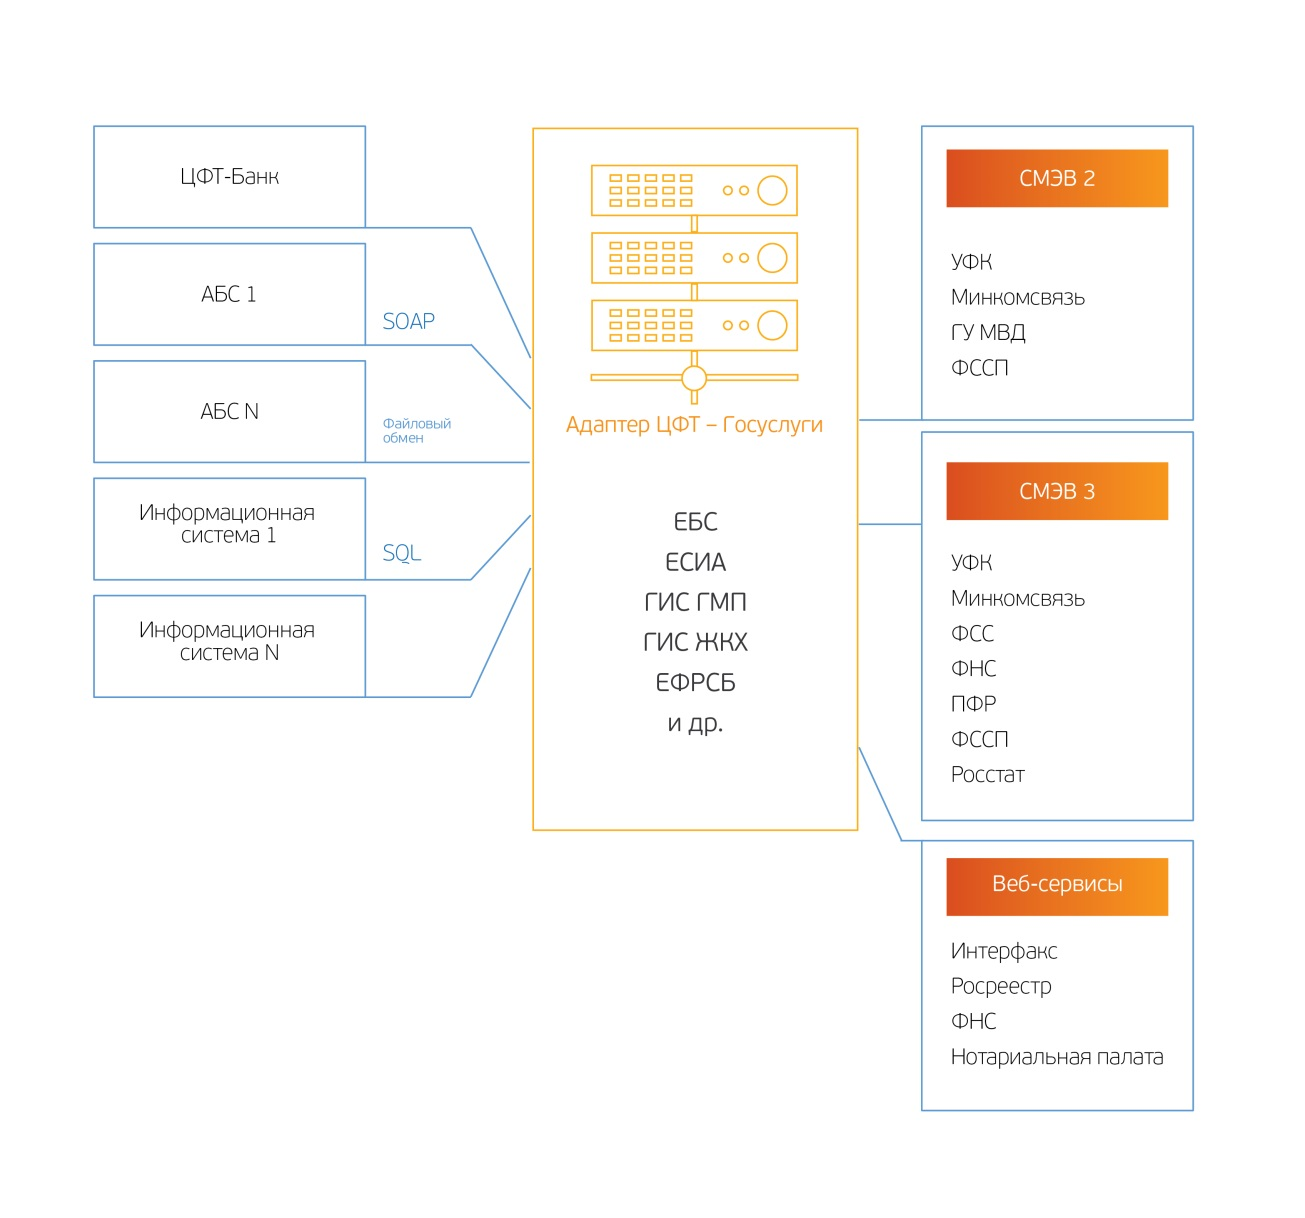 ЦФТ-Банк
АБС 1
SOAP
АБС N
Файловый
обмен
Информационная
система 1
SQL
Информационная
система N
Адаптер ЦФТ – Госуслуги
ЕБС
ЕСИА
ГИС ГМП
ГИС ЖКХ
ЕФРСБ
и др.
СМЭВ 2
УФК
Минкомсвязь
ГУ МВД
ФССП
СМЭВ 3
УФК
Минкомсвязь
ФСС
ФНС
ПФР
ФССП
Росстат
Веб-сервисы
Интерфакс
Росреестр
ФНС
Нотариальная палата